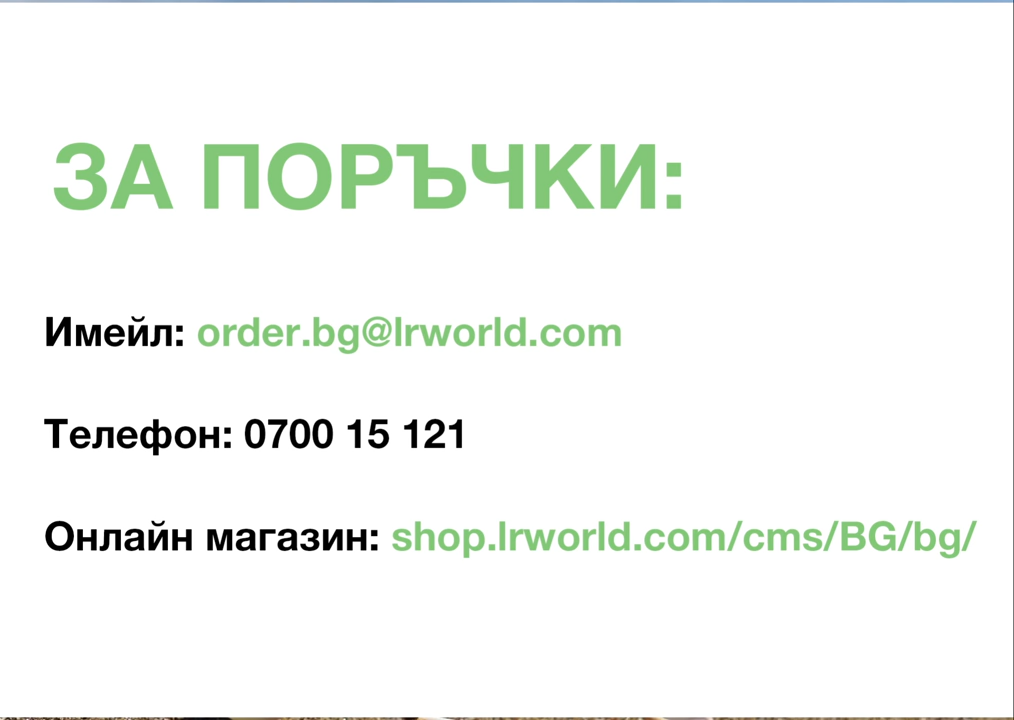 ЗА ПОРЪЧКИ:
Имейл: order.bg@lrworld.com
Телефон: 0700 15 121
Онлайн магазин: shop.lrworld.com/cms/BG/bg/